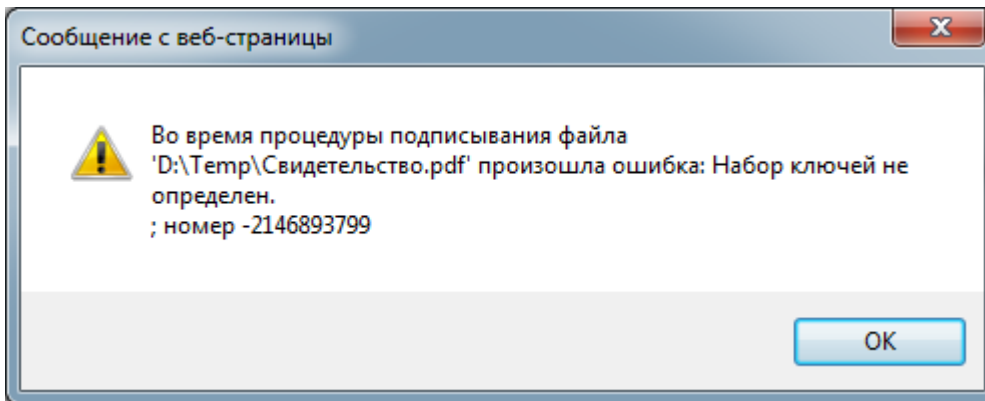 Сообщение с веб-страницы
Во время процедуры подписывания файла
'D:\Temp\Свидетельство.pdf' произошла ошибка: Набор ключей не
определен.
; номер -2146893799
ОК